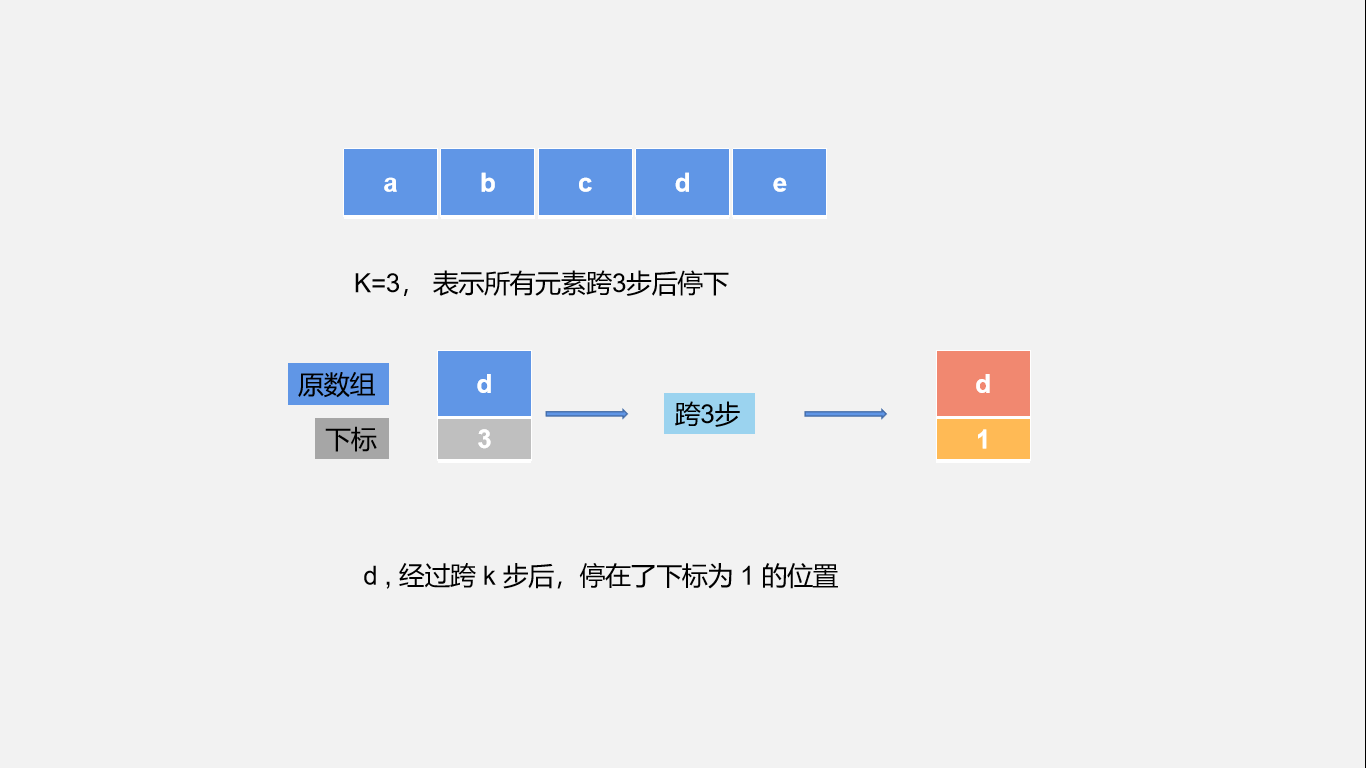 a b c d e
K=3， 表示所有元素跨3步后停下
原数组 d 跨3步 d
下标 3 1
d , 经过跨 k 步后，停在了下标为 1 的位置